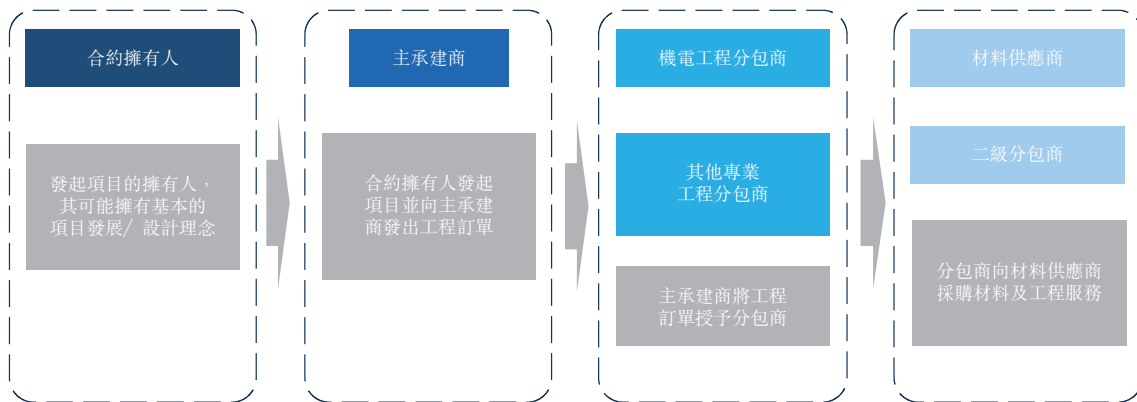 合約擁有人
發起項目的擁有人，
其可能擁有基本的
項目發展/ 設計理念
主承建商
合約擁有人發起
項目並向主承建
商發出工程訂單
機電工程分包商
其他專業
工程分包商
主承建商將工程
訂單授予分包商
材料供應商
二級分包商
分包商向材料供應商
採購材料及工程服務